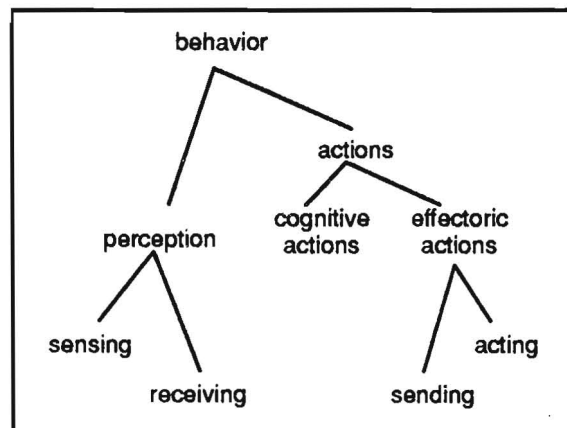 behavior
actions
perception
cognitive
actions
effectoric
actions
sensing
acting
receiving
sending